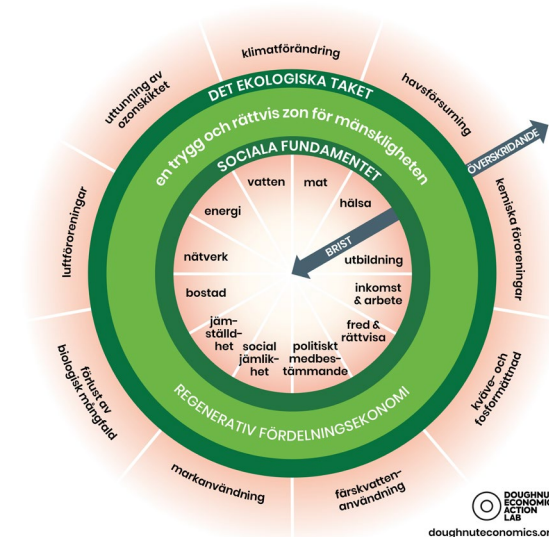 klimatförändring
havsförsurning
ÖVERSKRIDANDE
kemiska föroreningar
kväve- och
fosformättnad
färskvatten-
användning
markanvändning
förlust av
biologisk mångfald
luftföroreningar
uttunning av
ozonskiktet
DET EKOLOGISKA TAKET
en trygg och rättvis zon för mänskligheten
SOCIALA FUNDAMENTET
vatten
mat
hälsa
BRIST
utbildning
inkomst
& arbete
fred &
rättvisa
politiskt
medbes-
tämmande
social
jämlik-
het
jäm-
ställd-
het
bostad
nätverk
energi
REGENERATIV FÖRDELNINGSEKONOMI
DOUGHNU
ECONOMIC
ACTION
LAB
doughnuteconomics.or